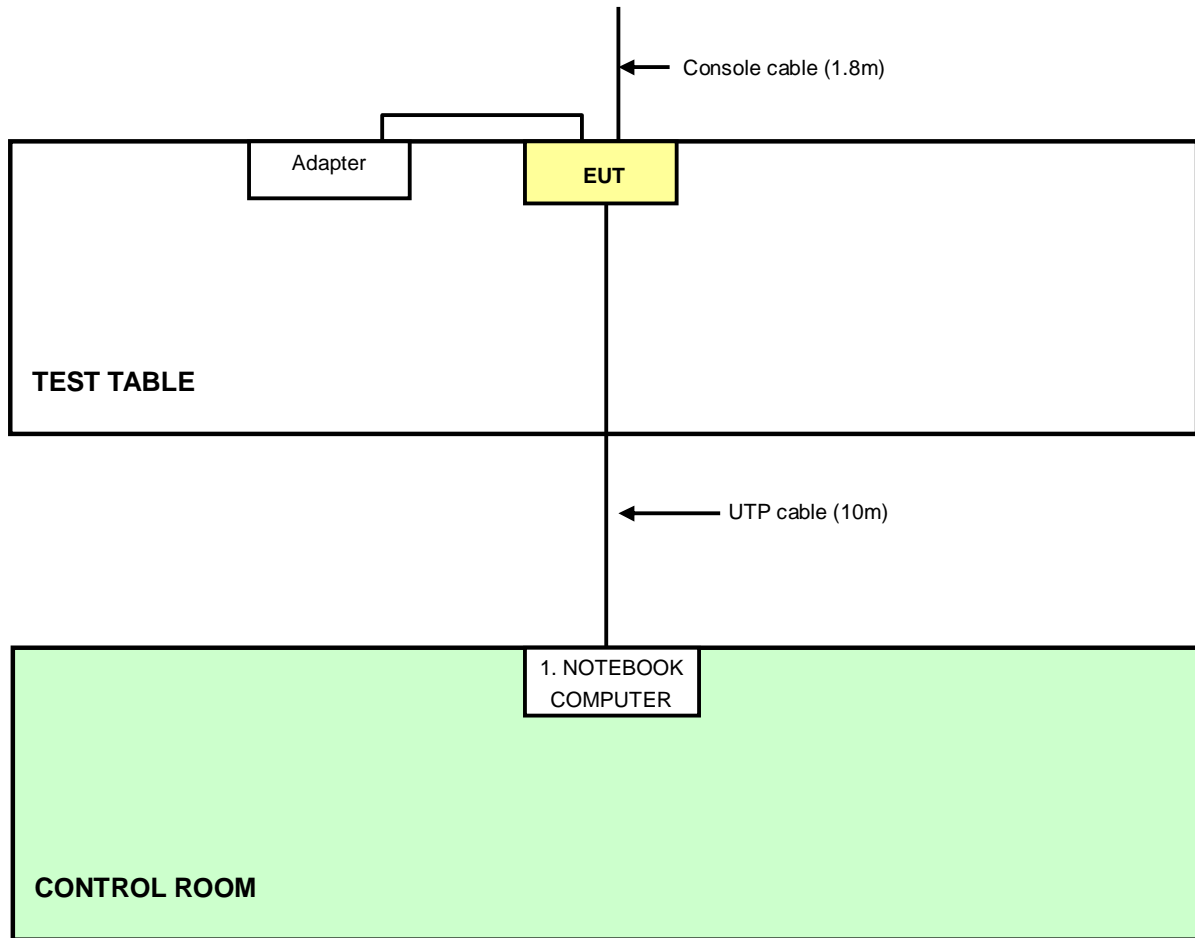 Console cable (1.8m)
Adapter
EUT
TEST TABLE
UTP cable (10m)
1. NOTEBOOK
COMPUTER
CONTROL ROOM